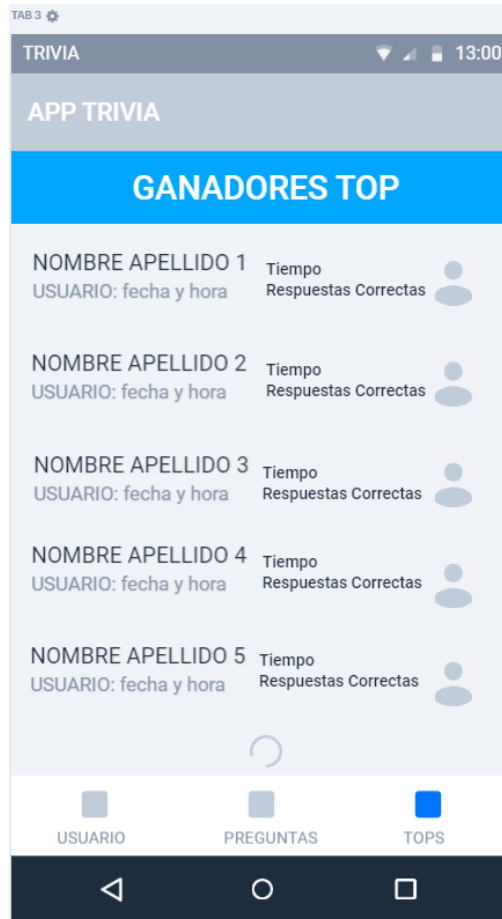 TAB 3
TRIVIA 13:00
APP TRIVIA
GANADORES TOP
NOMBRE APELLIDO 1
USUARIO: fecha y hora
Tiempo
Respuestas Correctas
NOMBRE APELLIDO 2
USUARIO: fecha y hora
Tiempo
Respuestas Correctas
NOMBRE APELLIDO 3
USUARIO: fecha y hora
Tiempo
Respuestas Correctas
NOMBRE APELLIDO 4
USUARIO: fecha y hora
Tiempo
Respuestas Correctas
NOMBRE APELLIDO 5
USUARIO: fecha y hora
Tiempo
Respuestas Correctas
USUARIO PREGUNTAS TOPS